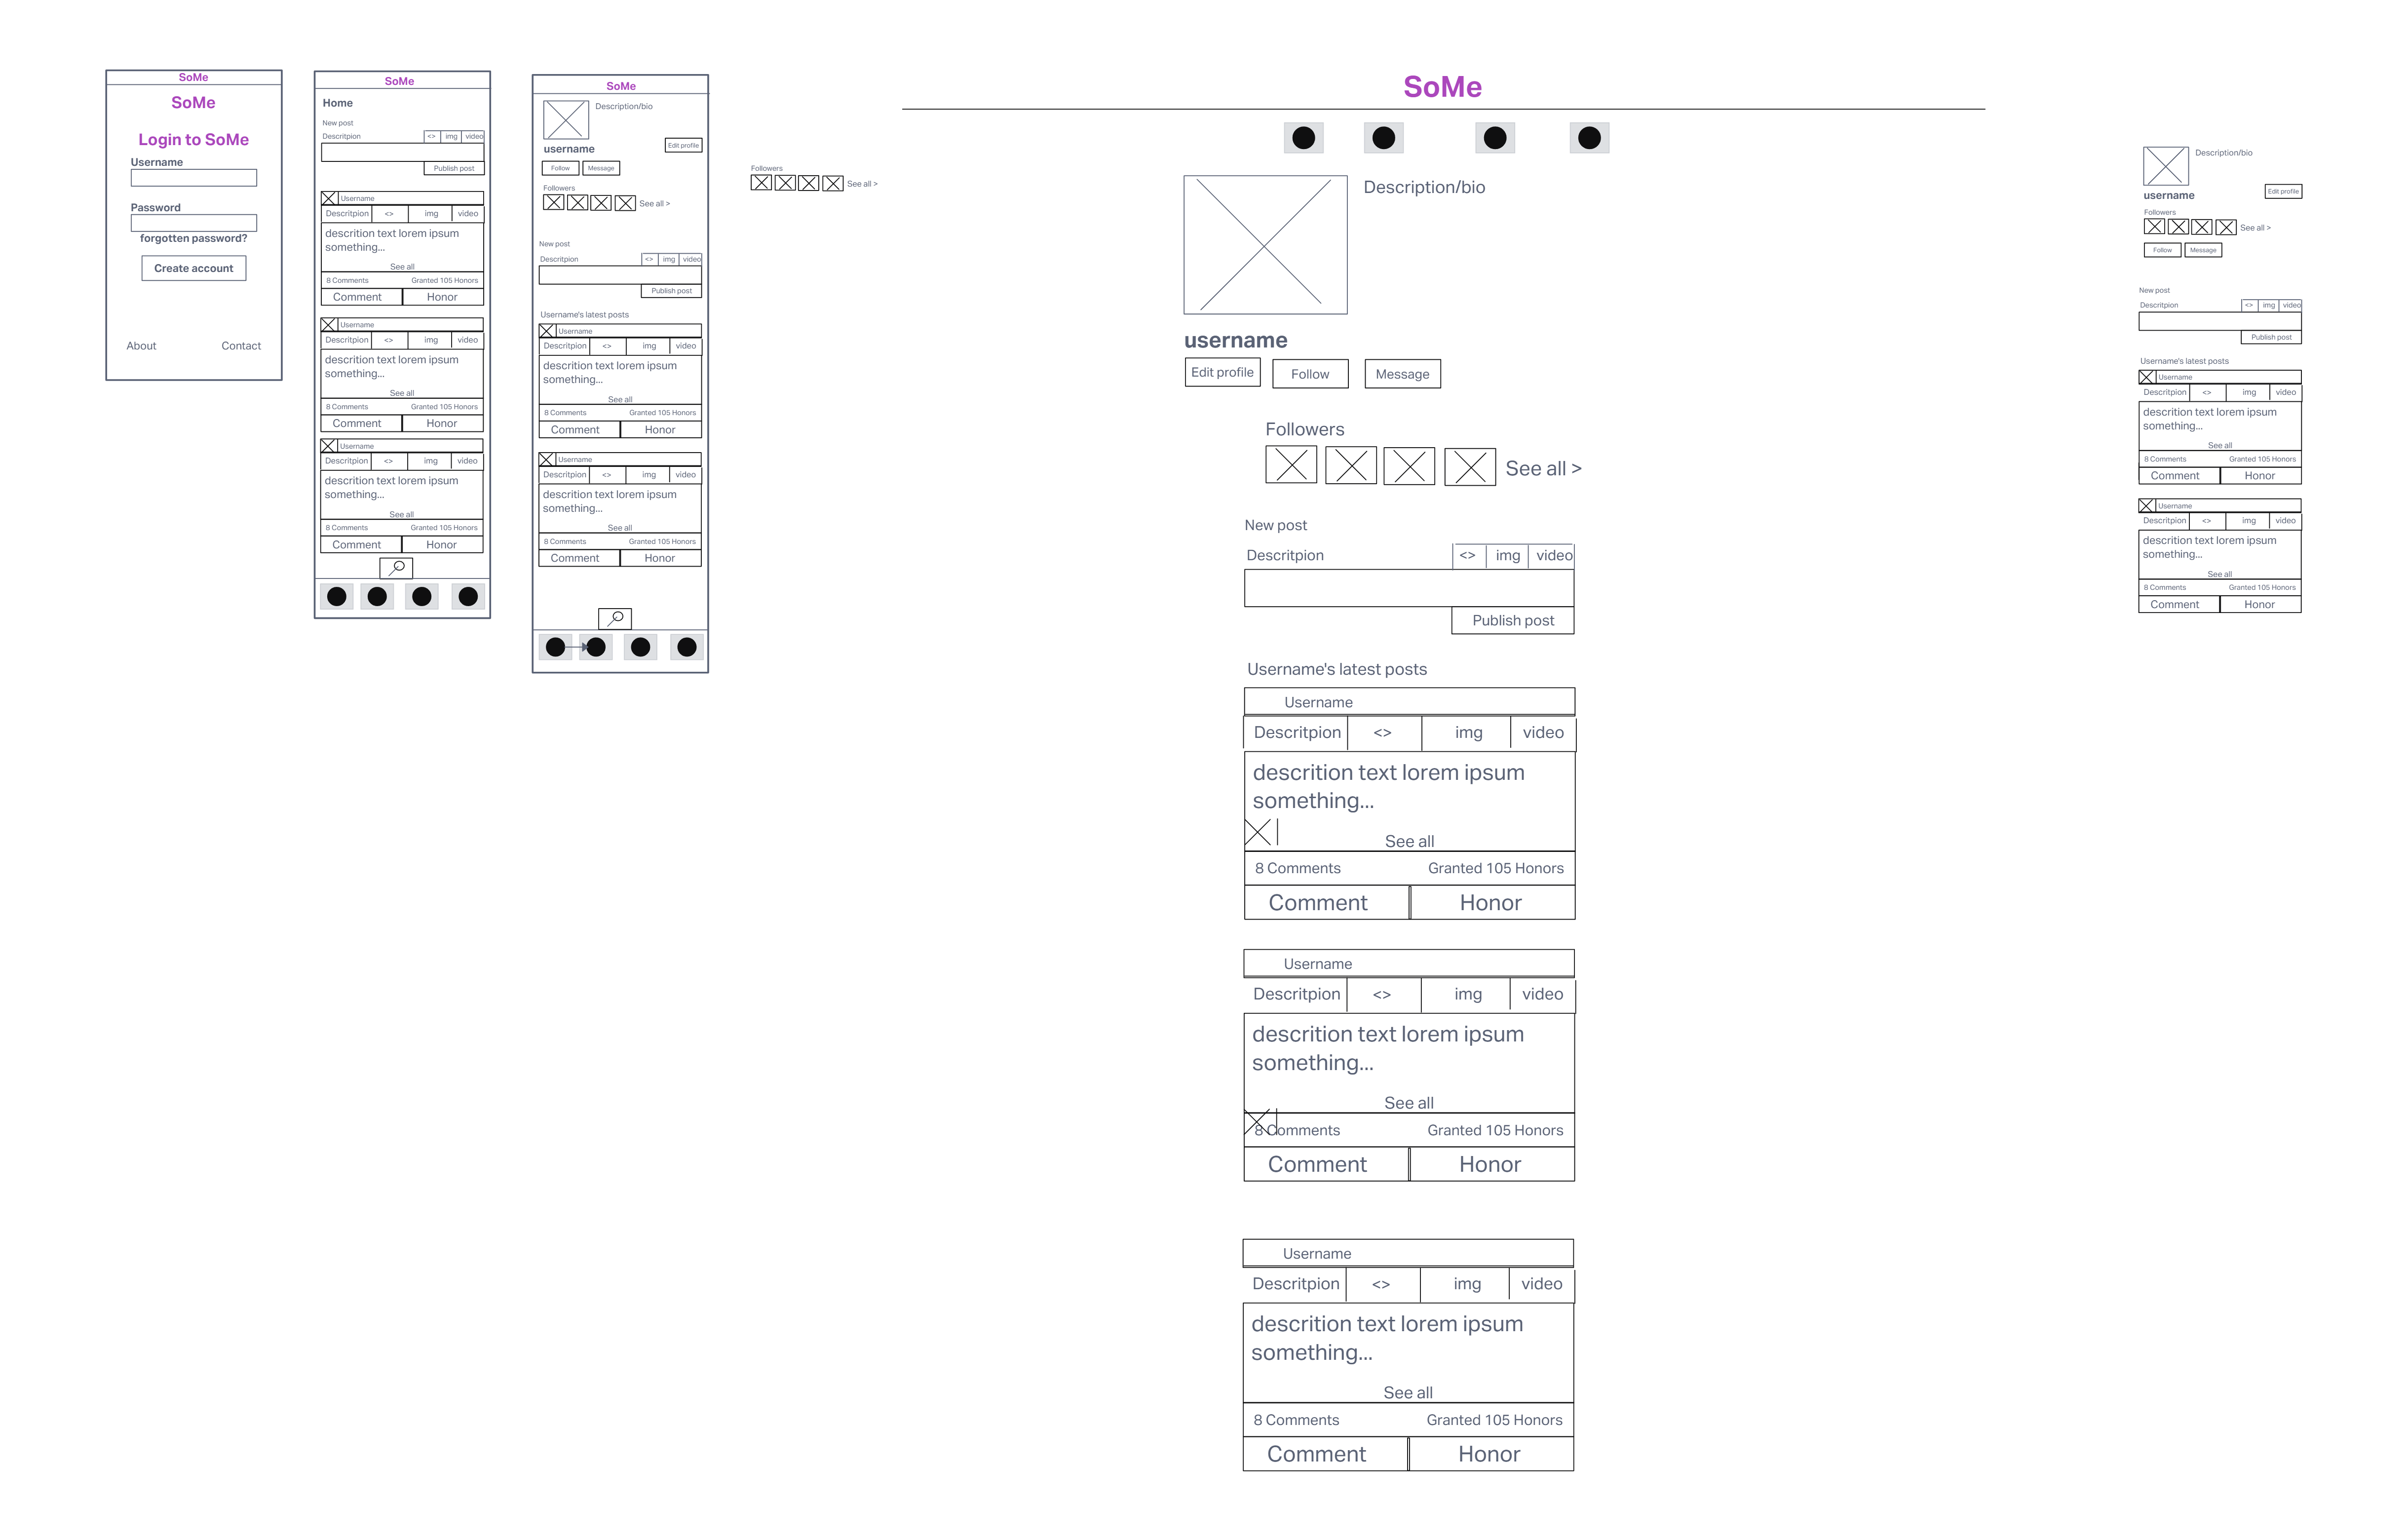 SoMe
SoMe
Login to SoMe
Username
Password
forgotten password?
Create account
About Contact
SoMe
Home
New post
Descritpion <> img video
Publish post
Username
Descritpion <> img video
descrition text lorem ipsum
something...
See all
8 Comments Granted 105 Honors
Comment Honor
Username
Descritpion <> img video
descrition text lorem ipsum
something...
See all
8 Comments Granted 105 Honors
Comment Honor
Username
Descritpion <> img video
descrition text lorem ipsum
something...
See all
8 Comments Granted 105 Honors
Comment Honor
SoMe
Description/bio
username
Edit profile
Follow Message
Followers
See all >
New post
Descritpion <> img video
Publish post
Username's latest posts
Username
Descritpion <> img video
descrition text lorem ipsum
something...
See all
8 Comments Granted 105 Honors
Comment Honor
Username
Descritpion <> img video
descrition text lorem ipsum
something...
See all
8 Comments Granted 105 Honors
Comment Honor
Followers
See all >
SoMe
Description/bio
username
Edit profile Follow Message
Followers
See all >
New post
Descritpion <> img video
Publish post
Username's latest posts
Username
Descritpion <> img video
descrition text lorem ipsum
something...
See all
8 Comments Granted 105 Honors
Comment Honor
Username
Descritpion <> img video
descrition text lorem ipsum
something...
See all
8 Comments Granted 105 Honors
Comment Honor
Username
Descritpion <> img video
descrition text lorem ipsum
something...
See all
8 Comments Granted 105 Honors
Comment Honor
Description/bio
username
Edit profile
Followers
See all >
Follow Message
New post
Descritpion <> img video
Publish post
Username's latest posts
Username
Descritpion <> img video
descrition text lorem ipsum
something...
See all
8 Comments Granted 105 Honors
Comment Honor
Username
Descritpion <> img video
descrition text lorem ipsum
something...
See all
8 Comments Granted 105 Honors
Comment Honor